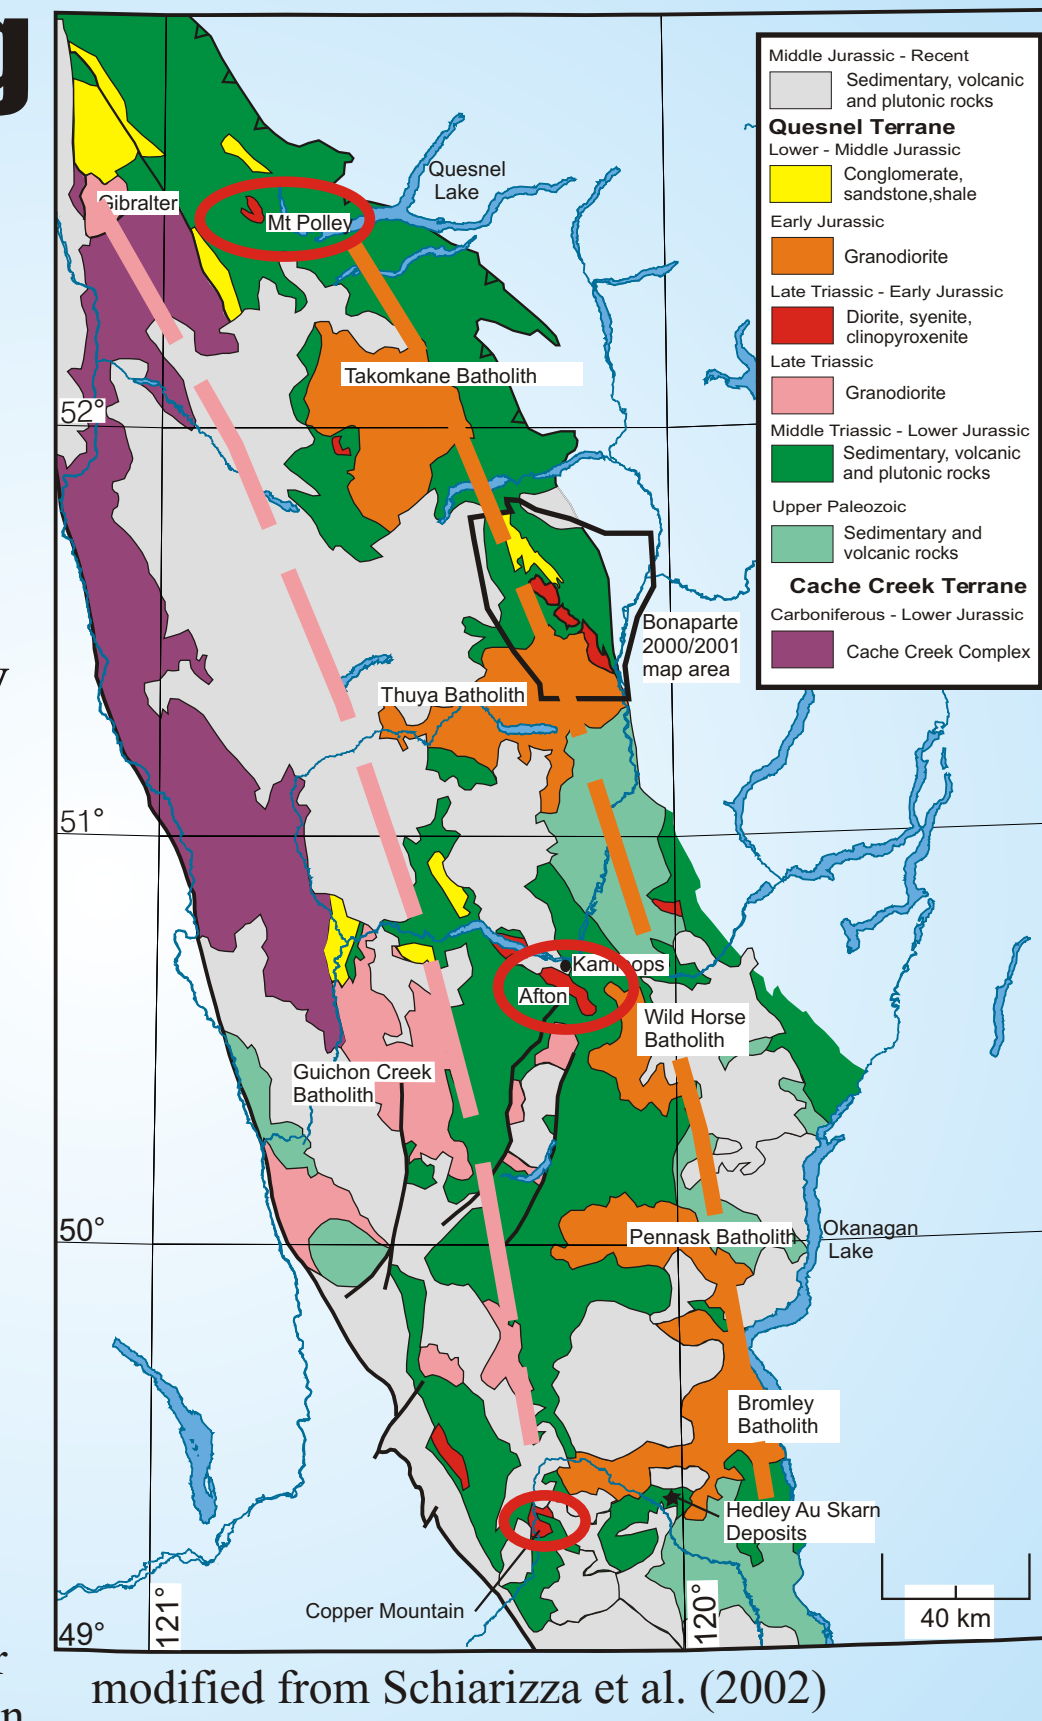 g
y
r
n
Middle Jurassic - Recent
Sedimentary, volcanic
and plutonic rocks
Quesnel Terrane
Lower - Middle Jurassic
Conglomerate,
sandstone,shale
Early Jurassic
Granodiorite
Late Triassic - Early Jurassic
Diorite, syenite,
clinopyroxenite
Late Triassic
Granodiorite
Middle Triassic - Lower Jurassic
Sedimentary, volcanic
and plutonic rocks
Upper Paleozoic
Sedimentary and
volcanic rocks
Cache Creek Terrane
Carboniferous - Lower Jurassic
Cache Creek Complex
Quesnel
Lake
Gibralter
Mt Polley
Takomkane Batholith
52°
Bonaparte
2000/2001
map area
Thuya Batholith
51°
Kamloops
Afton
Wild Horse
Batholith
Guichon Creek
Batholith
50°
Pennask Batholith
Okanagan
Lake
Bromley
Batholith
Hedley Au Skarn
Deposits
Copper Mountain
49°
121°
120°
40 km
modified from Schiarizza et al. (2002)